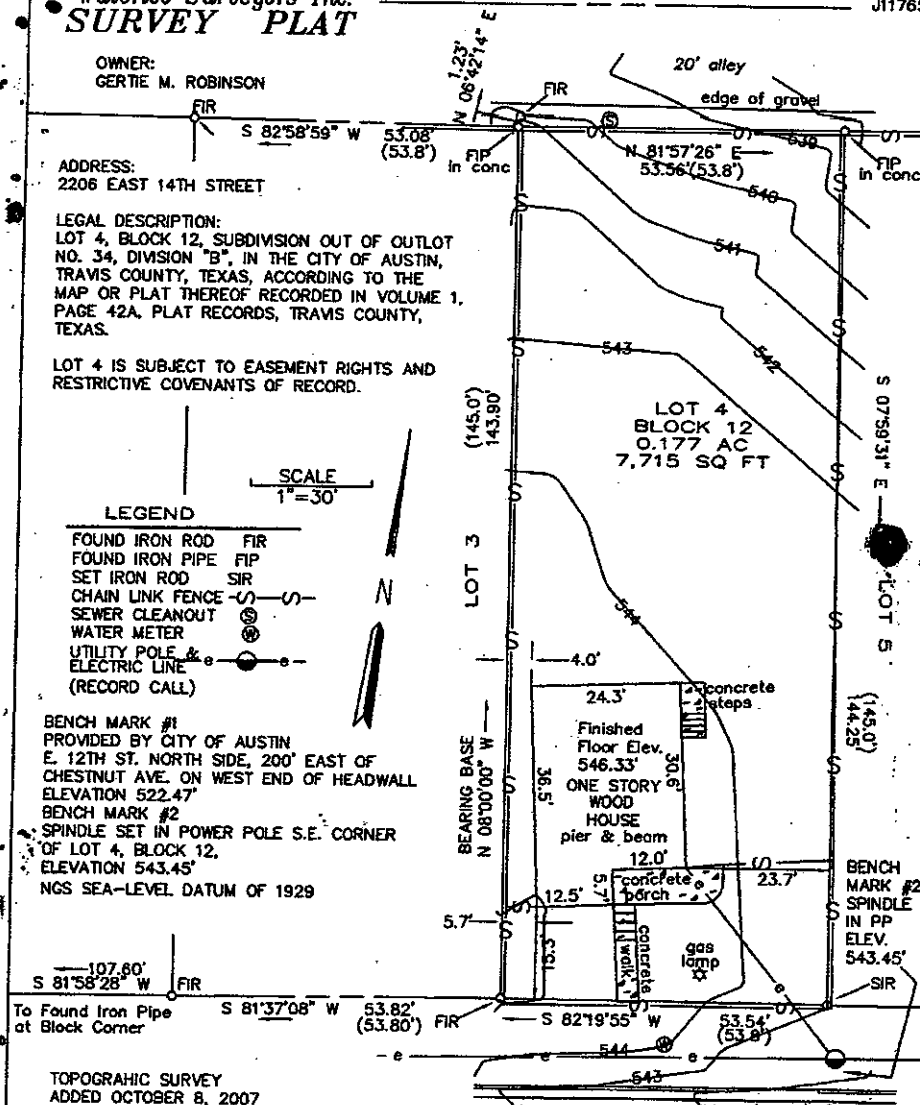 SURVEY PLAT
OWNER:
GERTIE M. ROBINSON
ADDRESS:
2206 EAST 14TH STREET
LEGAL DESCRIPTION:
LOT 4, BLOCK 12, SUBDIVISION OUT OF OUTLOT
NO. 34, DIVISION "B", IN THE CITY OF AUSTIN,
TRAVIS COUNTY, TEXAS, ACCORDING TO THE
MAP OR PLAT THEREOF RECORDED IN VOLUME 1,
PAGE 42A, PLAT RECORDS, TRAVIS COUNTY,
TEXAS.
LOT 4 IS SUBJECT TO EASEMENT RIGHTS AND
RESTRICTIVE COVENANTS OF RECORD.
SCALE
1"=30'
LEGEND
FOUND IRON ROD FIR
FOUND IRON PIPE FIP
SET IRON ROD SIR
CHAIN LINK FENCE S S
SEWER CLEANOUT S
WATER METER W
UTILITY POLE & 
ELECTRIC LINE e e
(RECORD CALL)
N
BENCH MARK #1
PROVIDED BY CITY OF AUSTIN
E. 12TH ST. NORTH SIDE, 200' EAST OF
CHESTNUT AVE. ON WEST END OF HEADWALL
ELEVATION 522.47'
BENCH MARK #2
SPINDLE SET IN POWER POLE S.E. CORNER
OF LOT 4, BLOCK 12,
ELEVATION 543.45'
NGS SEA-LEVEL DATUM OF 1929
107.60'
S 81°58'28" W
FIR
To Found Iron Pipe
at Block Corner
TOPOGRAHIC SURVEY
ADDED OCTOBER 8, 2007
J11765
1.23'
N 06°42'14" E
20' alley
edge of gravel
FIR
FIR
S 82°58'59" W
53.08'
(53.8')
FIP
in conc
S
N 81°57'26" E
53.56'(53.8')
FIP
in conc
539
540
541
542
543
544
LOT 4
BLOCK 12
0.177 AC
7,715 SQ FT
(145.0')
143.90'
LOT 3
BEARING BASE
N 08°00'00" W
S 07°59'31" E
LOT 5
(145.0')
144.25'
4.0'
24.3'
concrete
steps
Finished
Floor Elev.
546.33'
ONE STORY
WOOD
HOUSE
pier & beam
36.5'
30.6'
12.0'
5.7'
concrete
porch
23.7'
12.5'
5.7'
15.3'
concrete
walk
gas
lamp
BENCH
MARK #2
SPINDLE
IN PP
ELEV.
543.45'
SIR
S 81°37'08" W
53.82'
(53.80')
FIR
S 82°19'55" W
53.54'
(53.8')
e
544
W
e
e
e
543